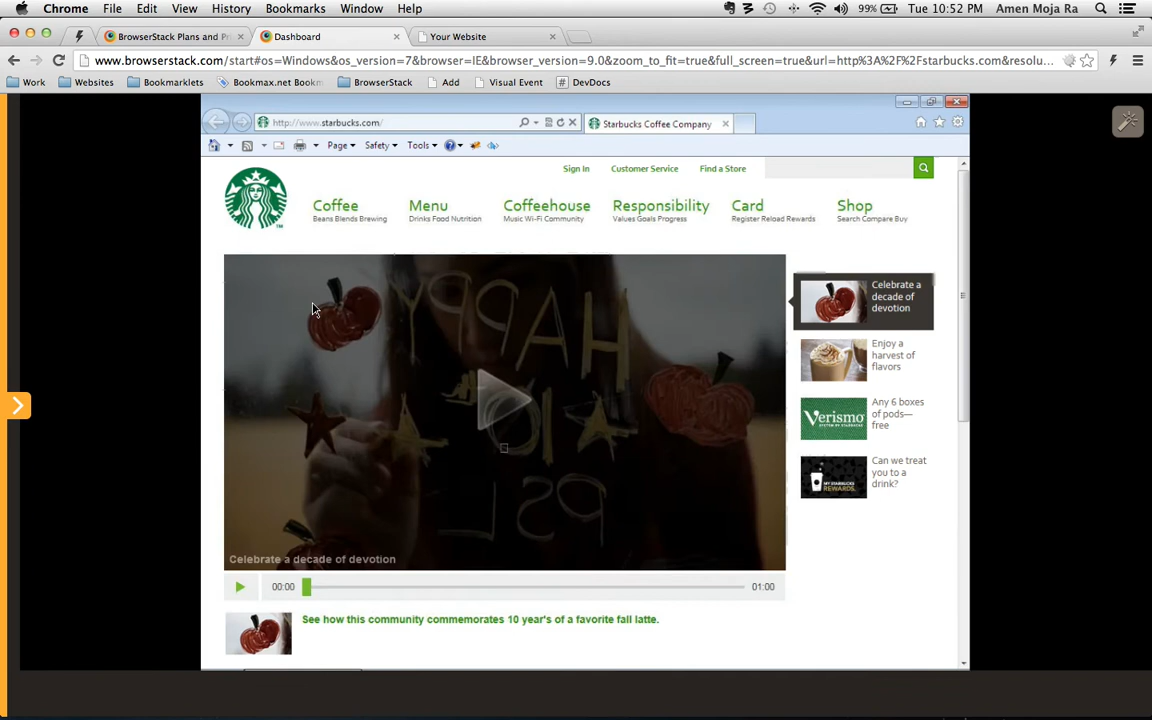 Chrome File Edit View History Bookmarks Window Help 99% Tue 10:52 PM Amen Moja Ra
BrowserStack Plans and Pri Dashboard Your Website
www.browserstack.com/start#os=Windows&os_version=7&browser=IE&browser_version=9.0&zoom_to_fit=true&full_screen=true&url=http%3A%2F%2Fstarbucks.com&resolu...
Work Websites Bookmarklets Bookmax.net Bookm BrowserStack Add Visual Event # DevDocs
http://www.starbucks.com/ Starbucks Coffee Company
Page Safety Tools
Sign In Customer Service Find a Store
Coffee Menu Coffeehouse Responsibility Card Shop
Beans Blends Brewing Drinks Food Nutrition Music Wi-Fi Community Values Goals Progress Register Reload Rewards Search Compare Buy
HAPPY
10
PSL
Celebrate a decade of devotion
00:00 01:00
See how this community commemorates 10 year's of a favorite fall latte.
Celebrate a
decade of
devotion
Enjoy a
harvest of
flavors
Verismo
Any 6 boxes
of pods—
free
MY STARBUCKS
REWARDS
Can we treat
you to a
drink?